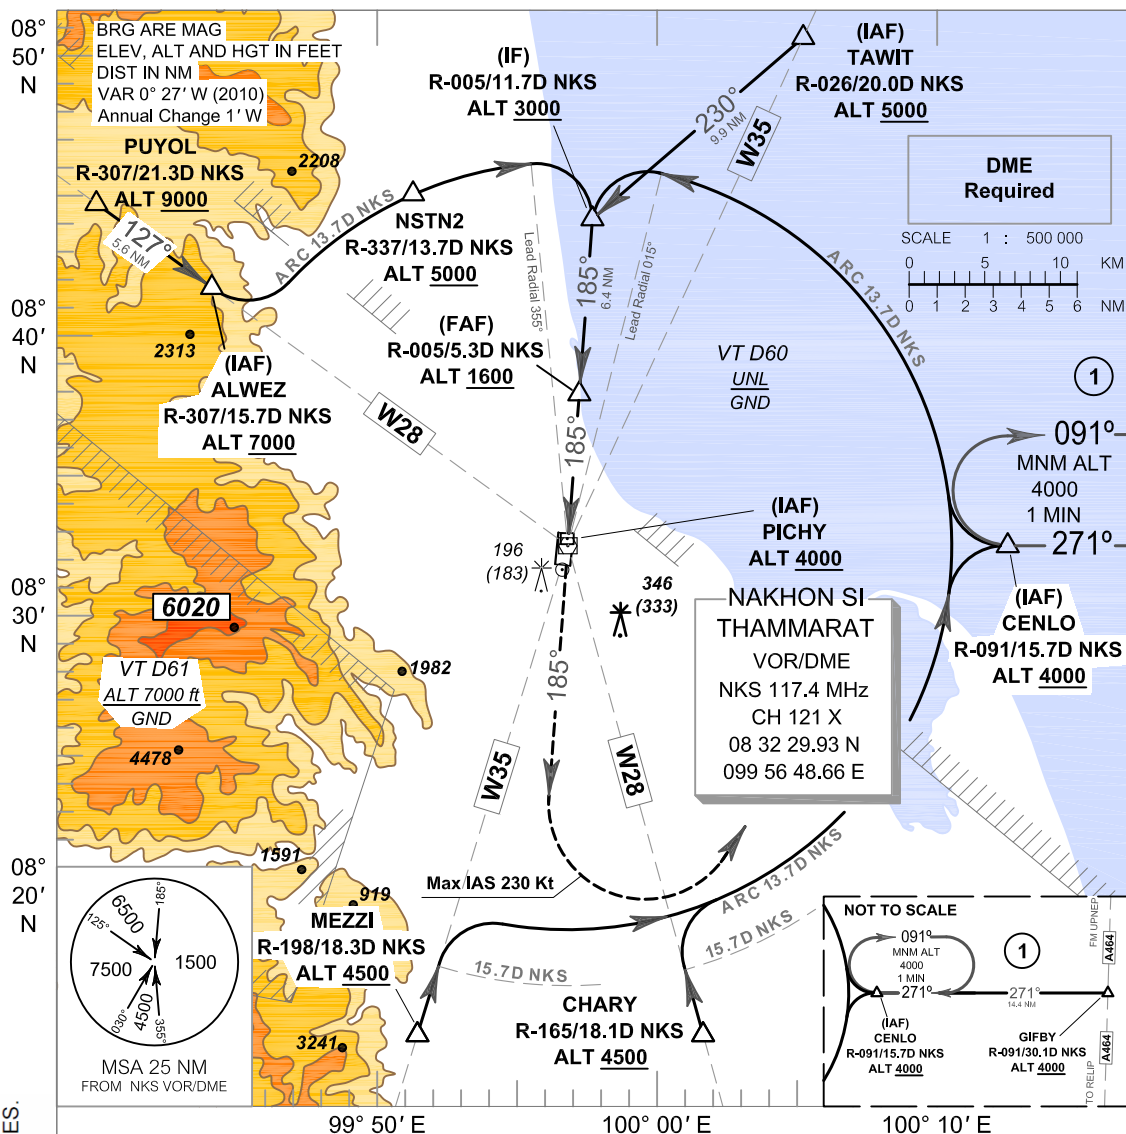 08°
50′
N
BRG ARE MAG
ELEV, ALT AND HGT IN FEET
DIST IN NM
VAR 0° 27′ W (2010)
Annual Change 1′ W
PUYOL
R-307/21.3D NKS
ALT 9000
2208
127°
5.6 NM
ARC 13.7D NKS
(IF)
R-005/11.7D NKS
ALT 3000
(IAF)
TAWIT
R-026/20.0D NKS
ALT 5000
230°
9.9 NM
W35
DME
Required
SCALE 1 : 500 000
0 5 10 KM
0 1 2 3 4 5 6 NM
NSTN2
R-337/13.7D NKS
ALT 5000
Lead Radial 355°
185°
6.4 NM
Lead Radial 015°
ARC 13.7D NKS
08°
40′
N
2313
(IAF)
ALWEZ
R-307/15.7D NKS
ALT 7000
(FAF)
R-005/5.3D NKS
ALT 1600
VT D60
UNL
GND
1
W28
185°
091°
MNM ALT
4000
1 MIN
271°
(IAF)
PICHY
ALT 4000
196
(183)
346
(333)
08°
30′
N
6020
1982
VT D61
ALT 7000 ft
GND
4478
185°
NAKHON SI
THAMMARAT
VOR/DME
NKS 117.4 MHz
CH 121 X
08 32 29.93 N
099 56 48.66 E
(IAF)
CENLO
R-091/15.7D NKS
ALT 4000
W35
W28
08°
20′
N
1591
919
Max IAS 230 Kt
ARC 13.7D NKS
MEZZI
R-198/18.3D NKS
ALT 4500
15.7D NKS
15.7D NKS
CHARY
R-165/18.1D NKS
ALT 4500
3241
6500
185°
125°
7500
1500
030°
4500
355°
MSA 25 NM
FROM NKS VOR/DME
NOT TO SCALE
091°
MNM ALT
4000
1 MIN
271°
1
FM UPNEP
A464
271°
14.4 NM
(IAF)
CENLO
R-091/15.7D NKS
ALT 4000
GIFBY
R-091/30.1D NKS
ALT 4000
A464
TO RELIP
ES.
99° 50′ E
100° 00′ E
100° 10′ E